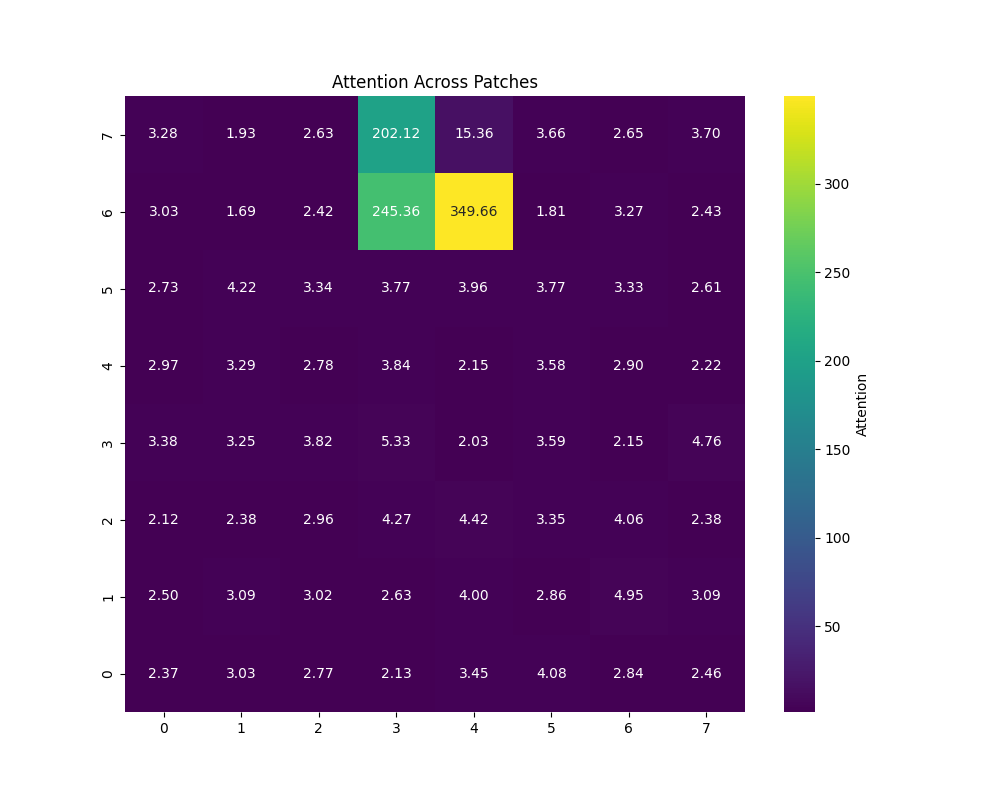 Attention Across Patches
7 3.28 1.93 2.63 202.12 15.36 3.66 2.65 3.70
6 3.03 1.69 2.42 245.36 349.66 1.81 3.27 2.43
5 2.73 4.22 3.34 3.77 3.96 3.77 3.33 2.61
4 2.97 3.29 2.78 3.84 2.15 3.58 2.90 2.22
3 3.38 3.25 3.82 5.33 2.03 3.59 2.15 4.76
2 2.12 2.38 2.96 4.27 4.42 3.35 4.06 2.38
1 2.50 3.09 3.02 2.63 4.00 2.86 4.95 3.09
0 2.37 3.03 2.77 2.13 3.45 4.08 2.84 2.46
0 1 2 3 4 5 6 7
300
250
200
150
100
50
Attention